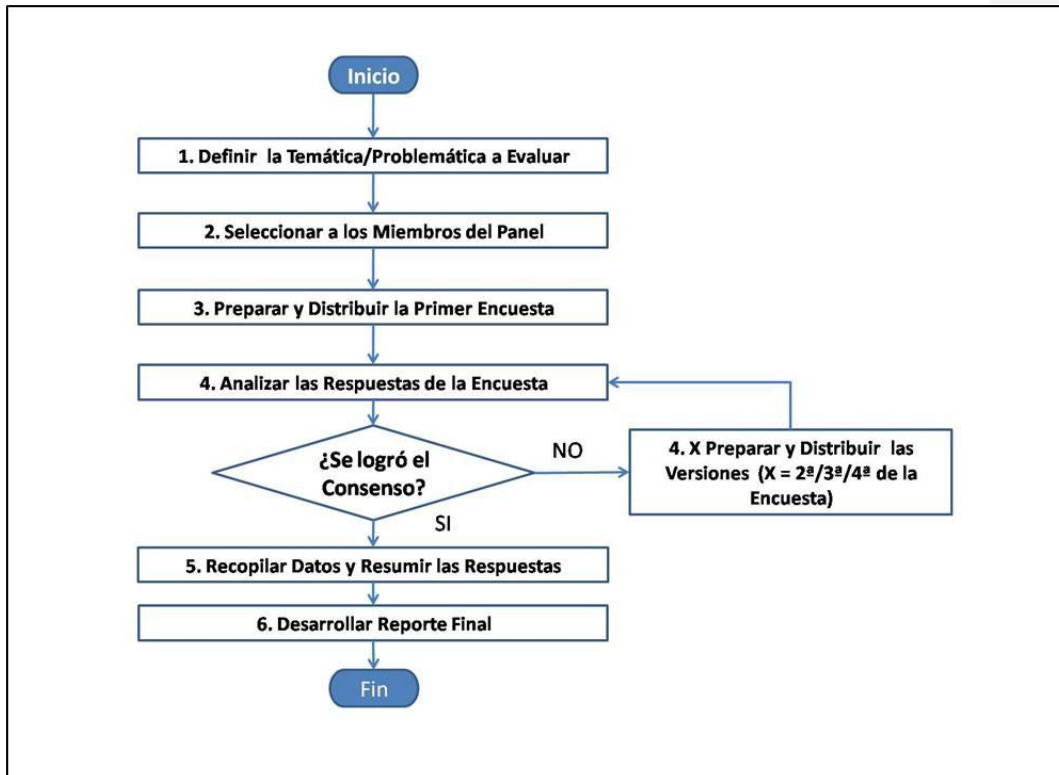 Inicio
1. Definir la Temática/Problemática a Evaluar
2. Seleccionar a los Miembros del Panel
3. Preparar y Distribuir la Primer Encuesta
4. Analizar las Respuestas de la Encuesta
¿Se logró el
Consenso?
NO
4. X Preparar y Distribuir las
Versiones (X = 2ª/3ª/4ª de la
Encuesta)
SI
5. Recopilar Datos y Resumir las Respuestas
6. Desarrollar Reporte Final
Fin